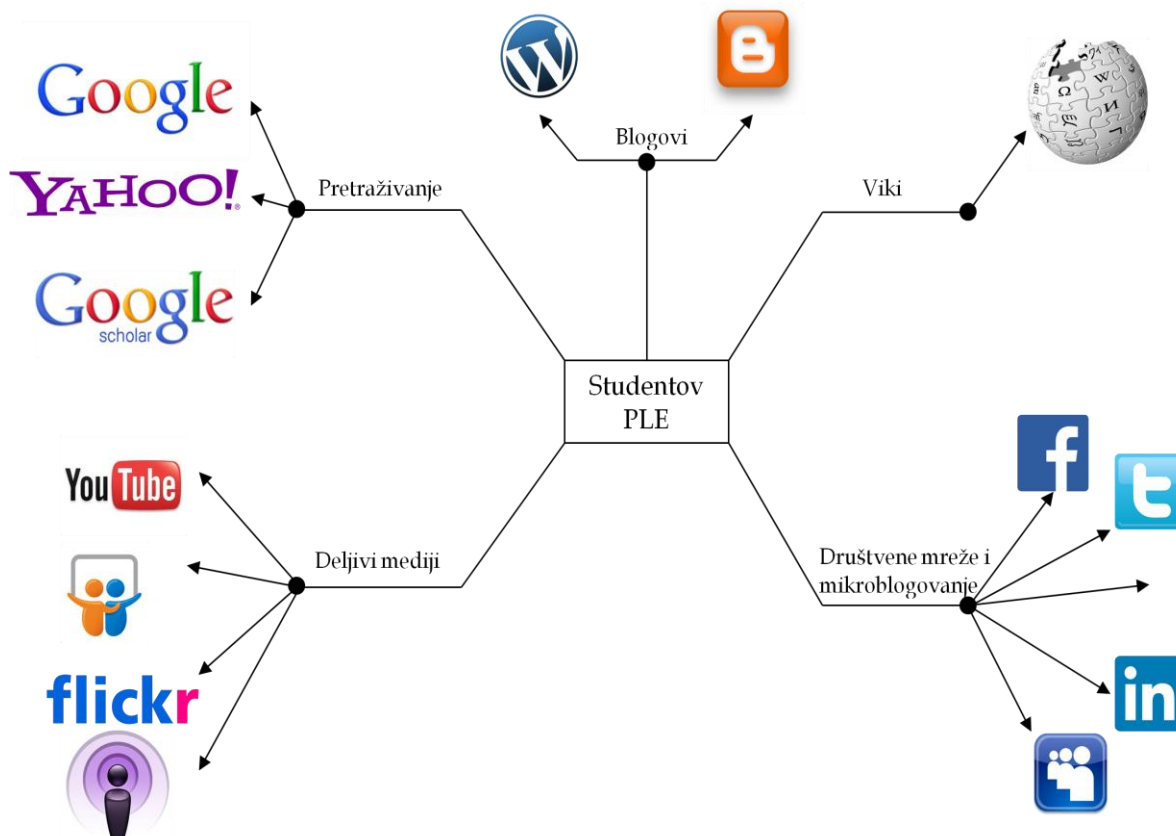 Google
YAHOO!
Google
scholar
Pretraživanje
Blogovi
Viki
Studentov
PLE
YouTube
flickr
Deljivi mediji
Društvene mreže i
mikroblogovanje
f
t
in